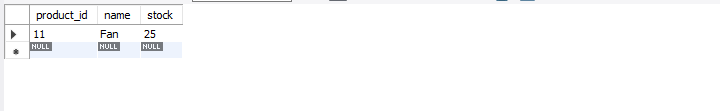 product_id name stock
11 Fan 25
NULL NULL NULL